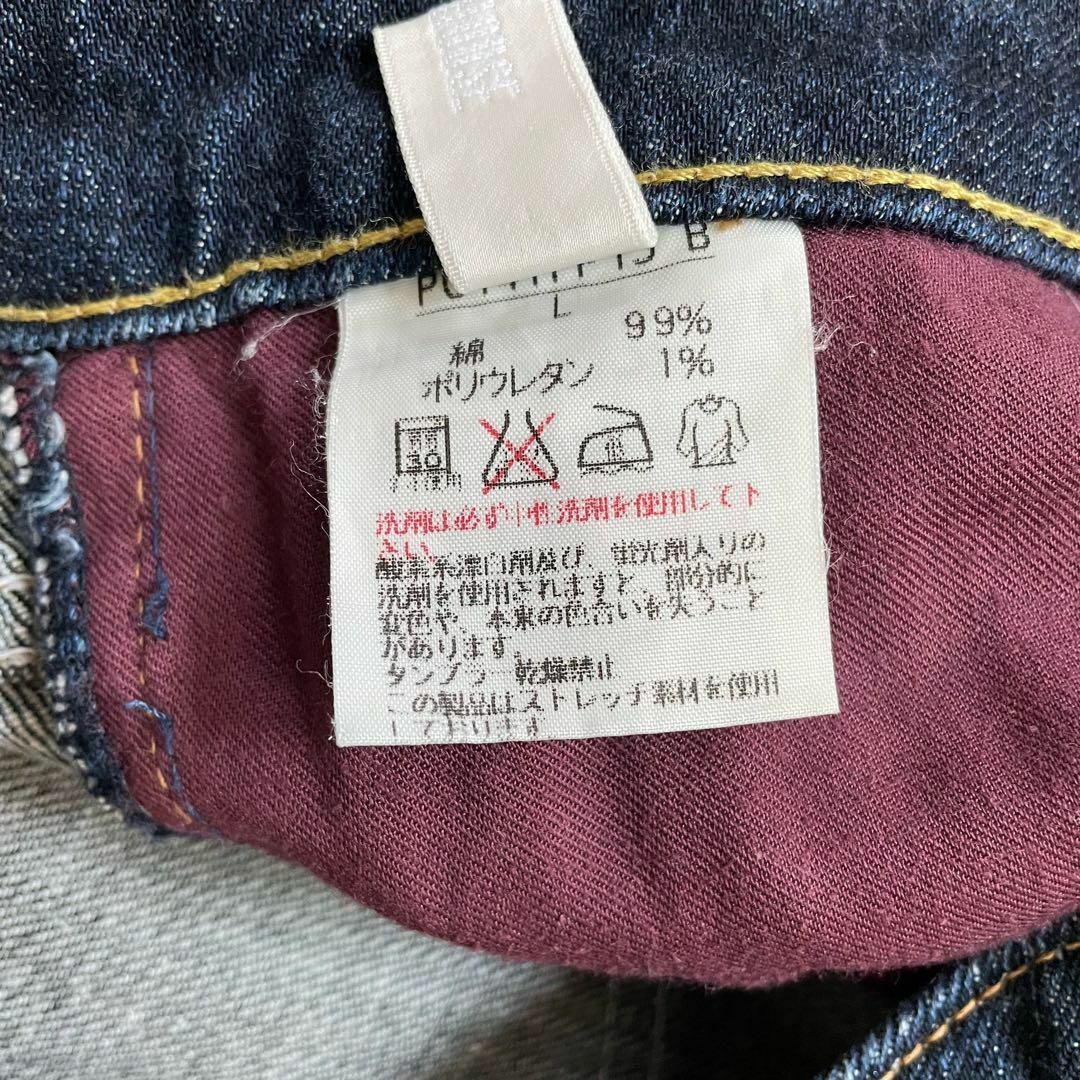 L
綿 99%
ポリウレタン 1%
30
洗剤は必ず中性洗剤を使用して下
さい
酸素系漂白剤及び、蛍光剤入りの
洗剤を使用されますと、部分的に
変色や、本来の色合いを失うこと
があります。
タンブラー乾燥禁止
この製品はストレッチ素材を使用
しております。